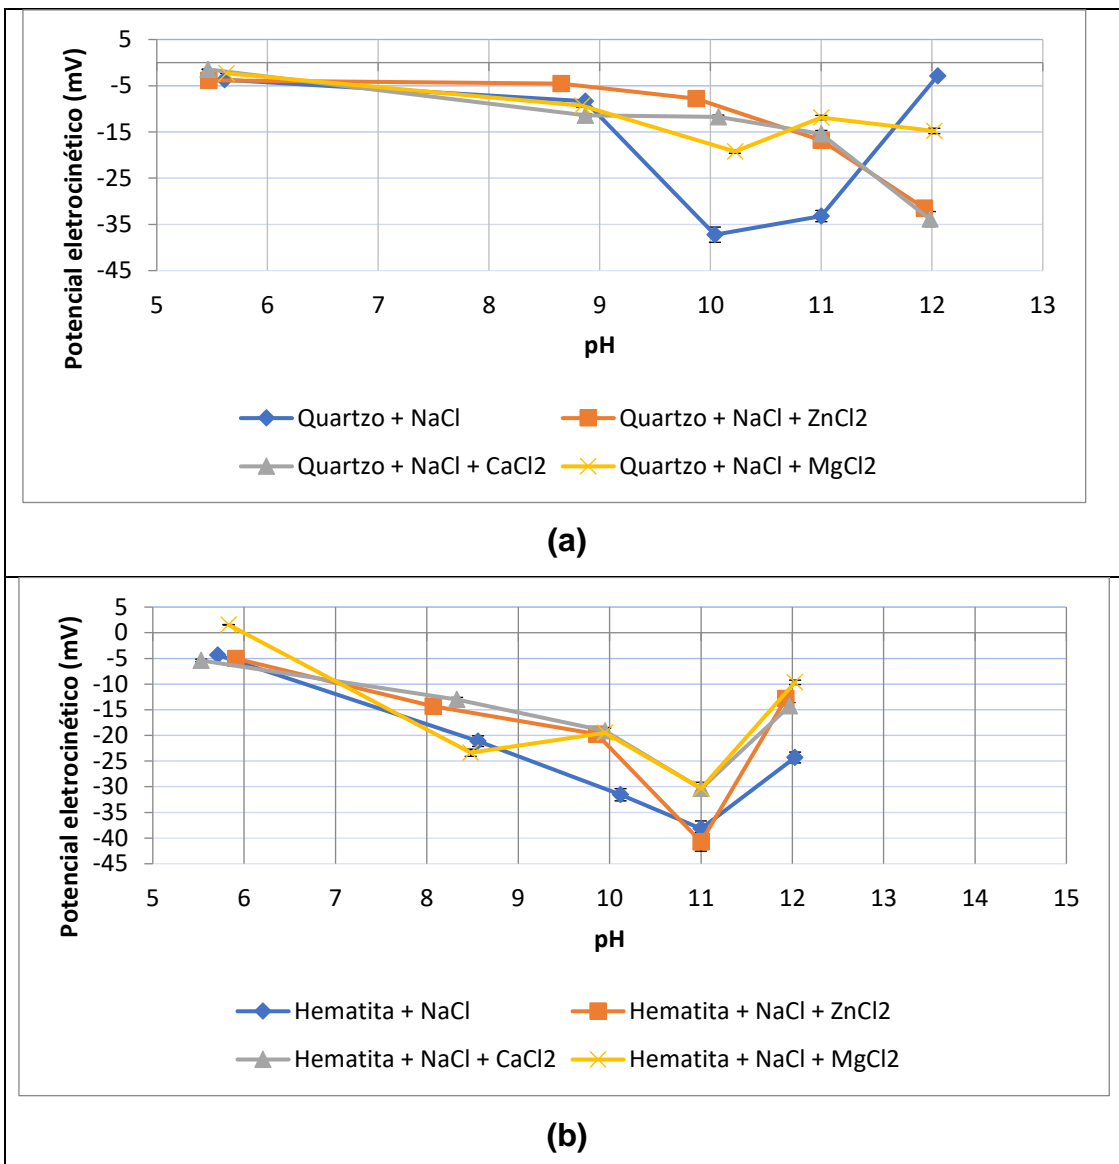 Potencial eletrocinético (mV)
5
-5
-15
-25
-35
-45
5 6 7 8 9 10 11 12 13
pH
Quartzo + NaCl Quartzo + NaCl + ZnCl2
Quartzo + NaCl + CaCl2 Quartzo + NaCl + MgCl2
(a)
Potencial eletrocinético (mV)
5
0
-5
-10
-15
-20
-25
-30
-35
-40
-45
5 6 7 8 9 10 11 12 13 14 15
pH
Hematita + NaCl Hematita + NaCl + ZnCl2
Hematita + NaCl + CaCl2 Hematita + NaCl + MgCl2
(b)